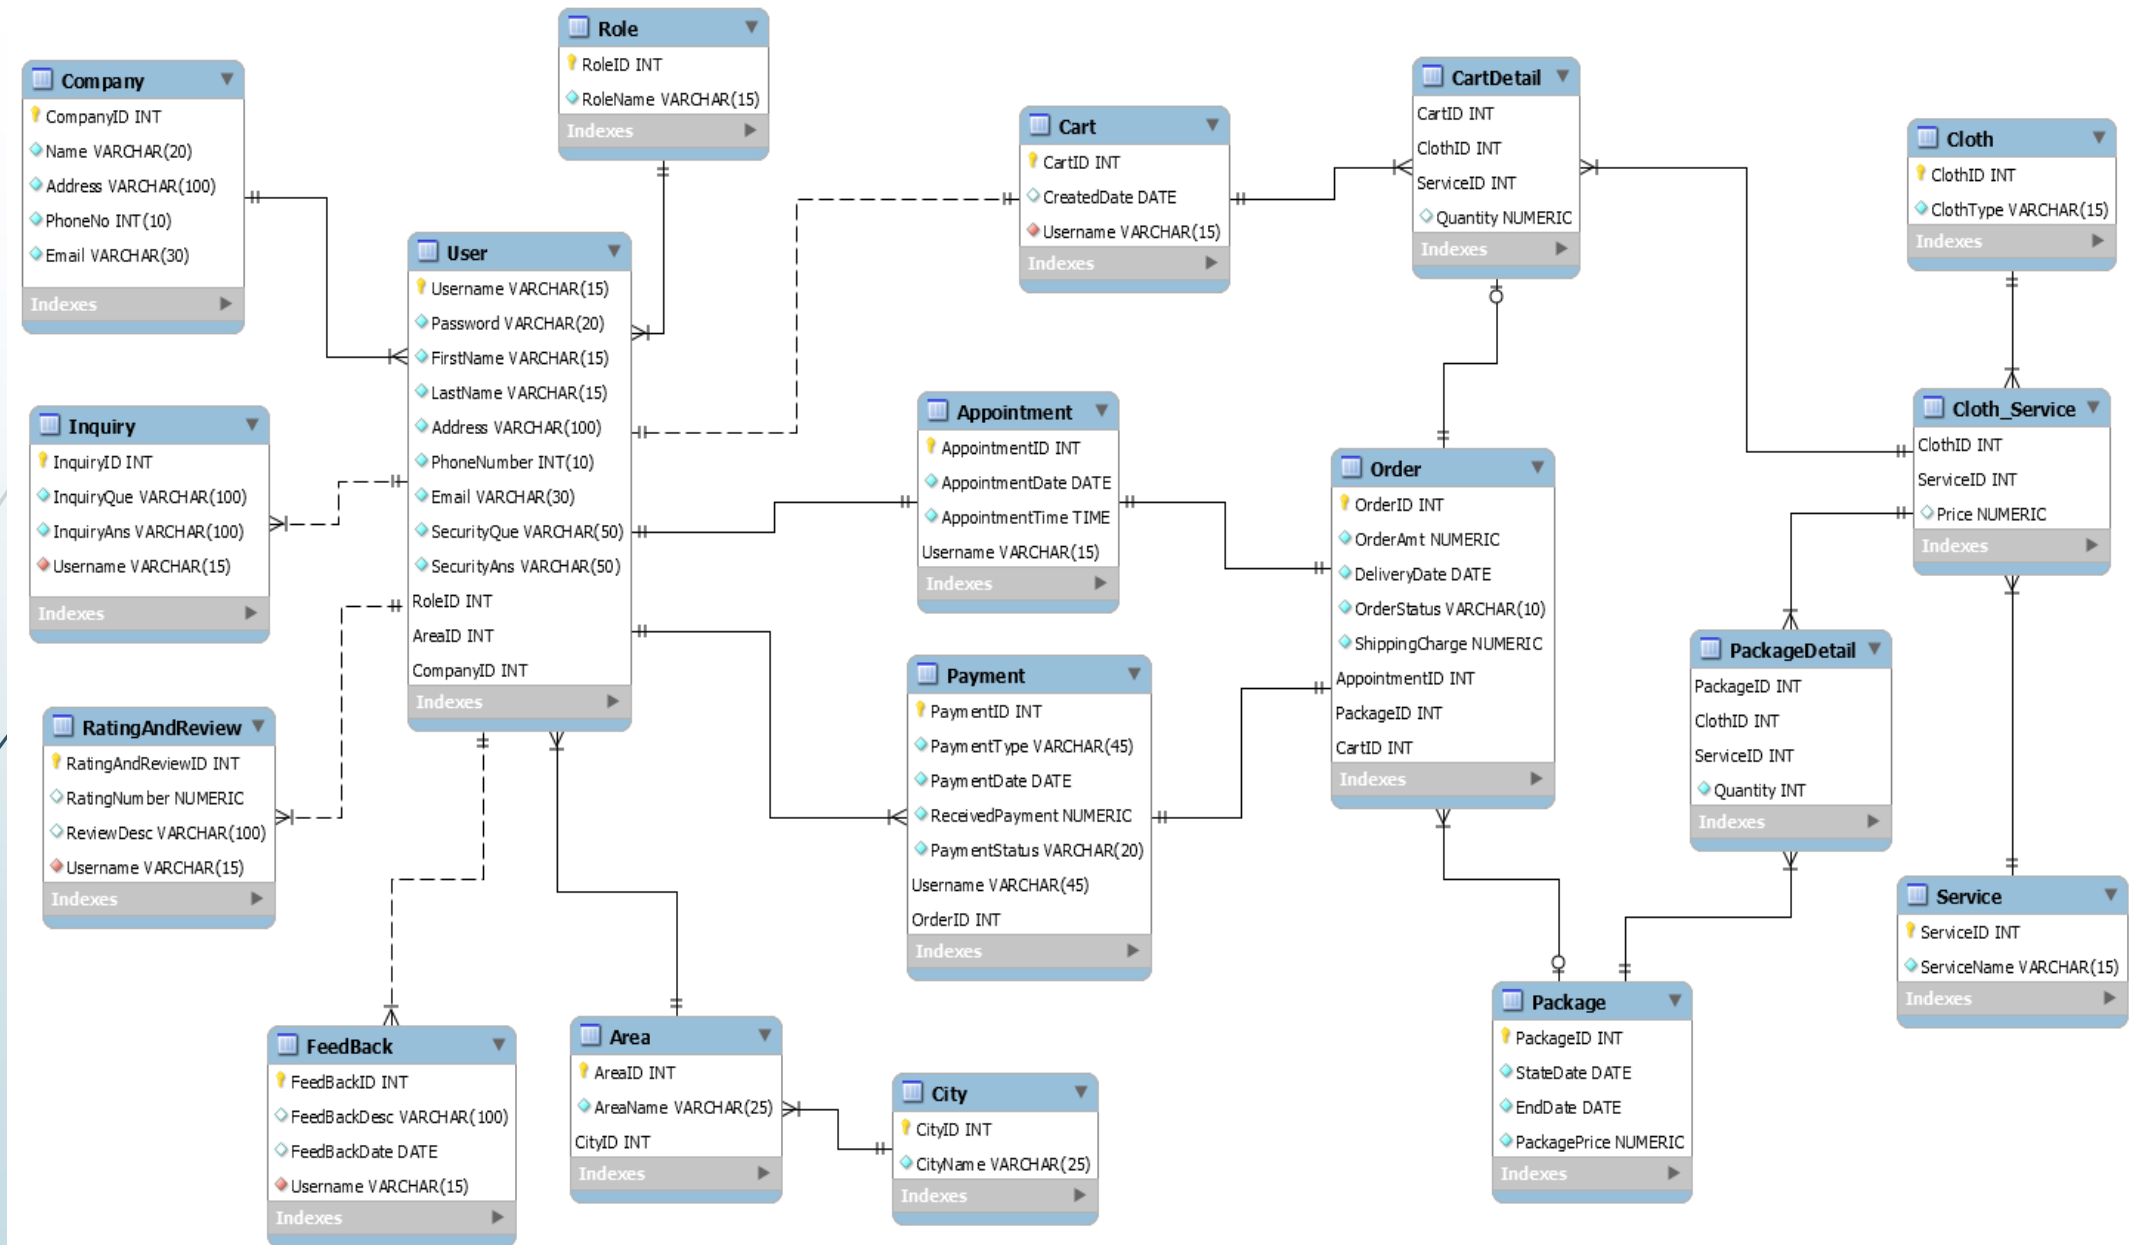 Role
RoleID INT
RoleName VARCHAR(15)
Indexes
Company
CompanyID INT
Name VARCHAR(20)
Address VARCHAR(100)
PhoneNo INT(10)
Email VARCHAR(30)
Indexes
User
Username VARCHAR(15)
Password VARCHAR(20)
FirstName VARCHAR(15)
LastName VARCHAR(15)
Address VARCHAR(100)
PhoneNumber INT(10)
Email VARCHAR(30)
SecurityQue VARCHAR(50)
SecurityAns VARCHAR(50)
RoleID INT
AreaID INT
CompanyID INT
Indexes
Cart
CartID INT
CreatedDate DATE
Username VARCHAR(15)
Indexes
CartDetail
CartID INT
ClothID INT
ServiceID INT
Quantity NUMERIC
Indexes
Cloth
ClothID INT
ClothType VARCHAR(15)
Indexes
Inquiry
InquiryID INT
InquiryQue VARCHAR(100)
InquiryAns VARCHAR(100)
Username VARCHAR(15)
Indexes
Appointment
AppointmentID INT
AppointmentDate DATE
AppointmentTime TIME
Username VARCHAR(15)
Indexes
Order
OrderID INT
OrderAmt NUMERIC
DeliveryDate DATE
OrderStatus VARCHAR(10)
ShippingCharge NUMERIC
AppointmentID INT
PackageID INT
CartID INT
Indexes
Cloth_Service
ClothID INT
ServiceID INT
Price NUMERIC
Indexes
RatingAndReview
RatingAndReviewID INT
RatingNumber NUMERIC
ReviewDesc VARCHAR(100)
Username VARCHAR(15)
Indexes
Payment
PaymentID INT
PaymentType VARCHAR(45)
PaymentDate DATE
ReceivedPayment NUMERIC
PaymentStatus VARCHAR(20)
Username VARCHAR(45)
OrderID INT
Indexes
PackageDetail
PackageID INT
ClothID INT
ServiceID INT
Quantity INT
Indexes
Service
ServiceID INT
ServiceName VARCHAR(15)
Indexes
FeedBack
FeedBackID INT
FeedBackDesc VARCHAR(100)
FeedBackDate DATE
Username VARCHAR(15)
Indexes
Area
AreaID INT
AreaName VARCHAR(25)
CityID INT
Indexes
City
CityID INT
CityName VARCHAR(25)
Indexes
Package
PackageID INT
StateDate DATE
EndDate DATE
PackagePrice NUMERIC
Indexes